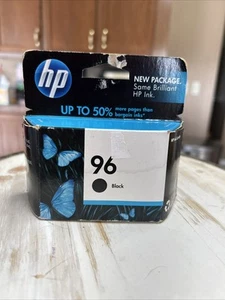 hp
NEW PACKAGE.
Same Brilliant
HP Ink.
UP TO 50% more pages than
bargain inks*
96
Black